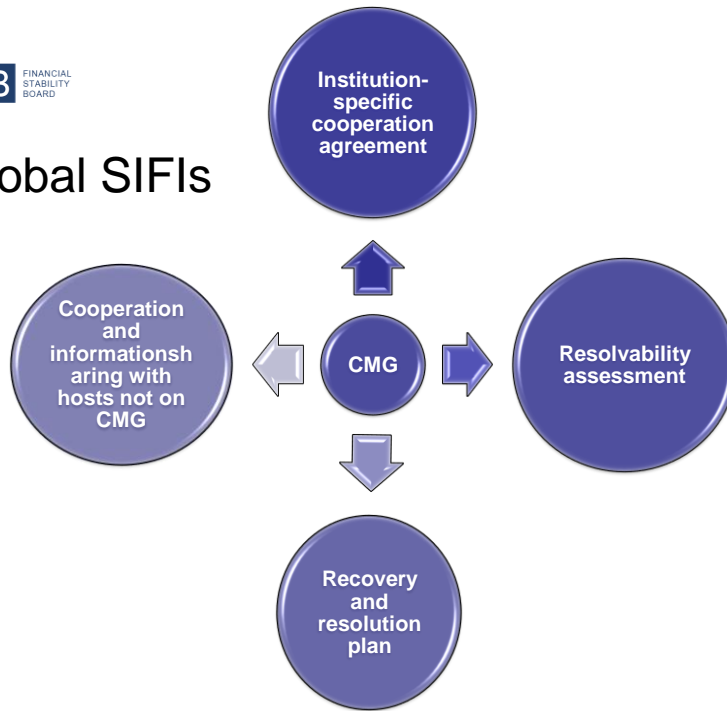 B
FINANCIAL
STABILITY
BOARD
obal SIFIs
Institution-
specific
cooperation
agreement
Cooperation
and
informationsh
aring with
hosts not on
CMG
CMG
Resolvability
assessment
Recovery
and
resolution
plan